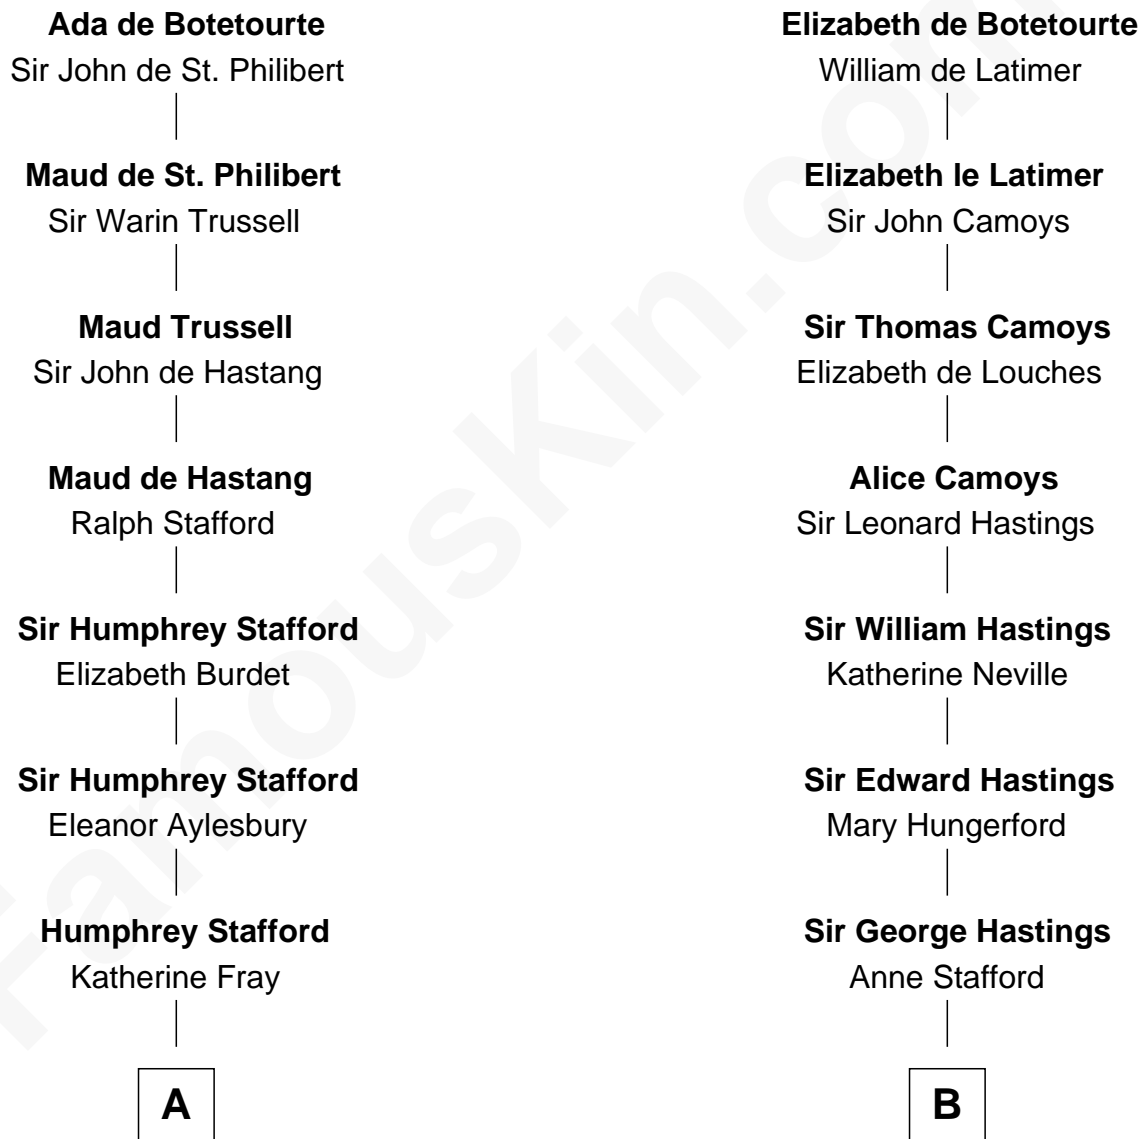 Ada de Botetourte
Sir John de St. Philibert
Maud de St. Philibert
Sir Warin Trussell
Maud Trussell
Sir John de Hastang
Maud de Hastang
Ralph Stafford
Sir Humphrey Stafford
Elizabeth Burdet
Sir Humphrey Stafford
Eleanor Aylesbury
Humphrey Stafford
Katherine Fray
A
Elizabeth de Botetourte
William de Latimer
Elizabeth le Latimer
Sir John Camoys
Sir Thomas Camoys
Elizabeth de Louches
Alice Camoys
Sir Leonard Hastings
Sir William Hastings
Katherine Neville
Sir Edward Hastings
Mary Hungerford
Sir George Hastings
Anne Stafford
B
FamousKin.com